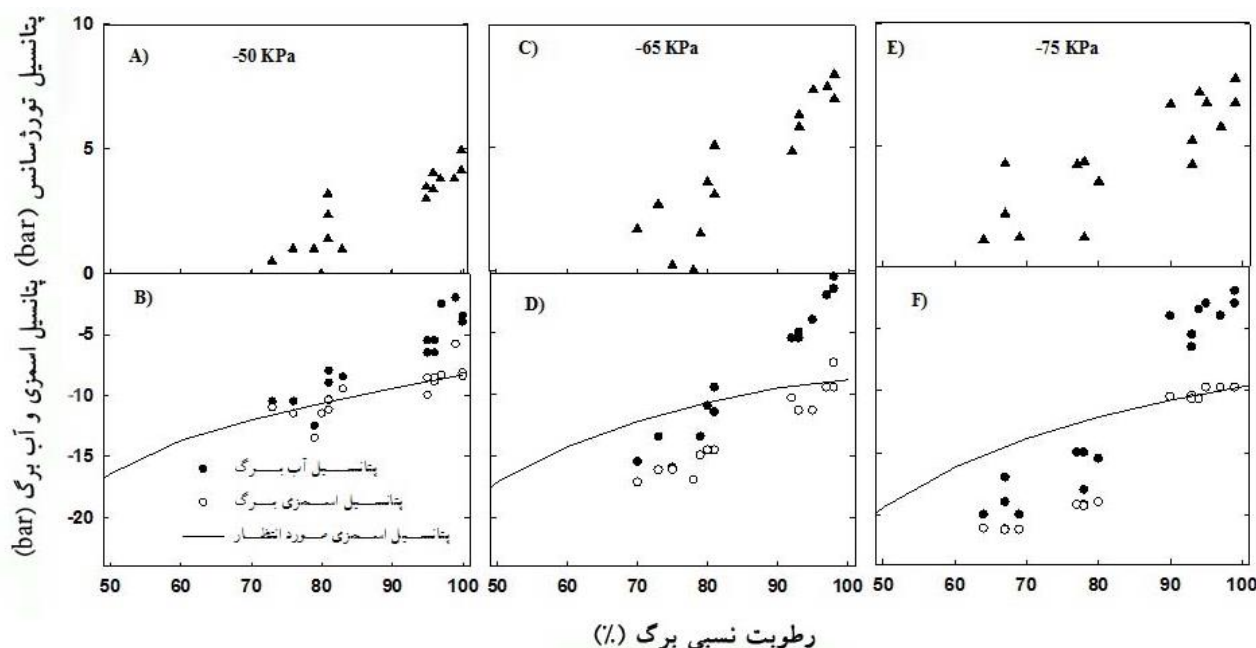 A)
-50 KPa
C)
-65 KPa
E)
-75 KPa
10
5
0
پتانسیل تورژسانس (bar)
B)
D)
F)
-5
-10
-15
-20
پتانسیل اسمزی و آب برگ (bar)
پتانسیل آب برگ
پتانسیل اسمزی برگ
پتانسیل اسمزی مورد انتظار
50 60 70 80 90 100 50 60 70 80 90 100 50 60 70 80 90 100
رطوبت نسبی برگ (٪)